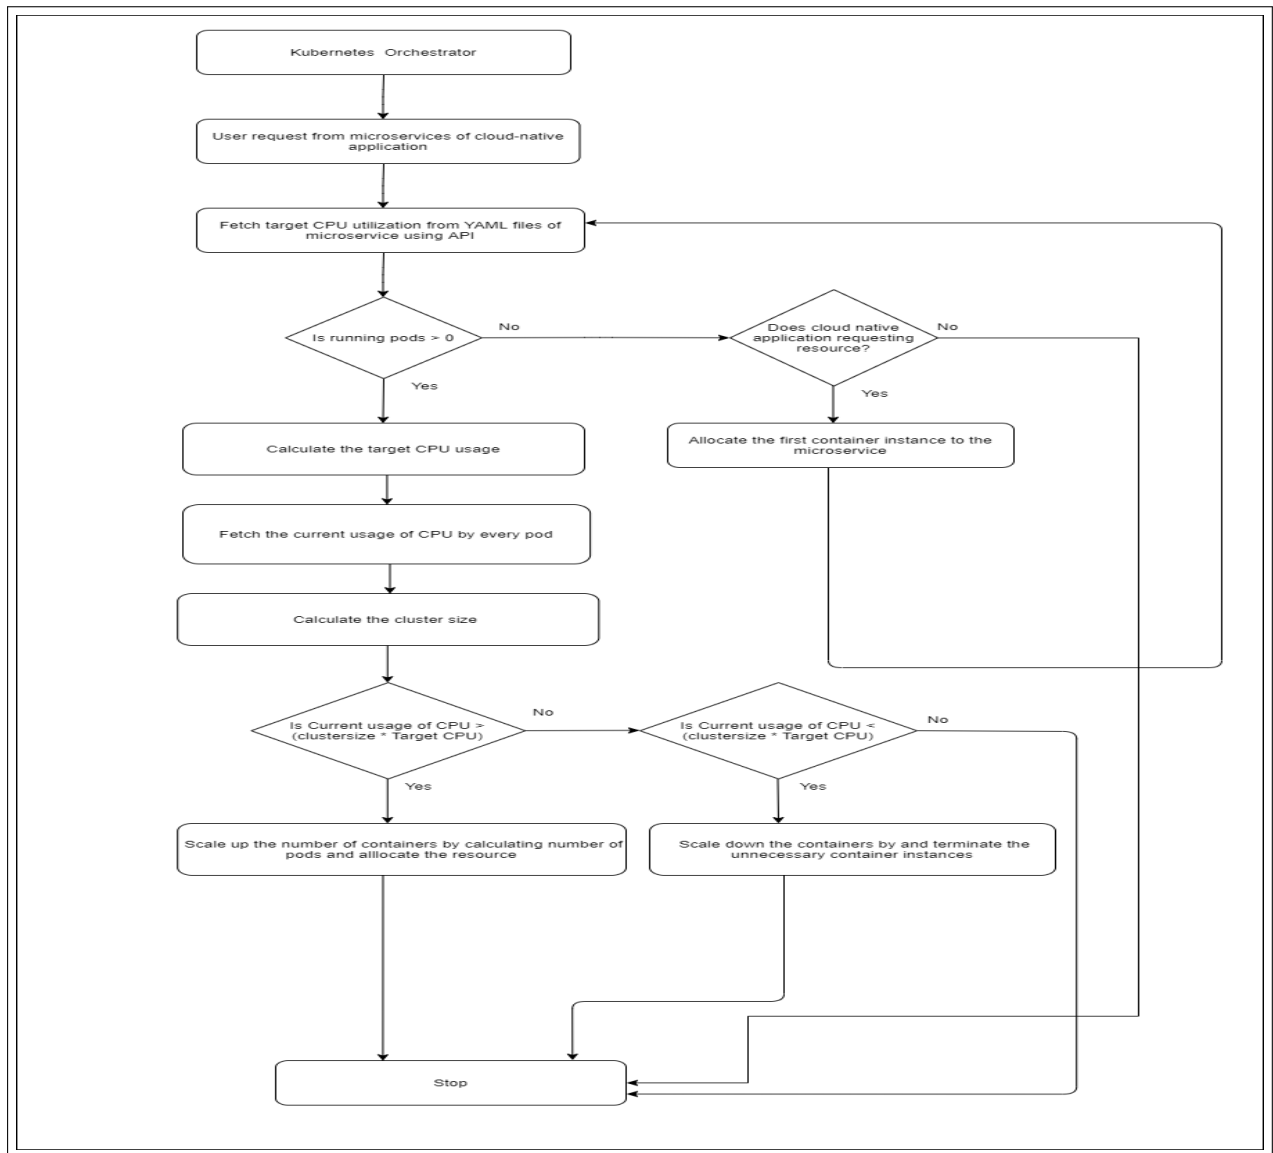 Kubernetes Orchestrator
User request from microservices of cloud-native
application
Fetch target CPU utilization from YAML files of
microservice using API
Is running pods > 0
No
Does cloud native
application requesting
resource?
No
Yes
Yes
Calculate the target CPU usage
Allocate the first container instance to the
microservice
Fetch the current usage of CPU by every pod
Calculate the cluster size
Is Current usage of CPU >
(clustersize * Target CPU)
No
Is Current usage of CPU <
(clustersize * Target CPU)
No
Yes
Yes
Scale up the number of containers by calculating number of
pods and alllocate the resource
Scale down the containers by and terminate the
unnecessary container instances
Stop